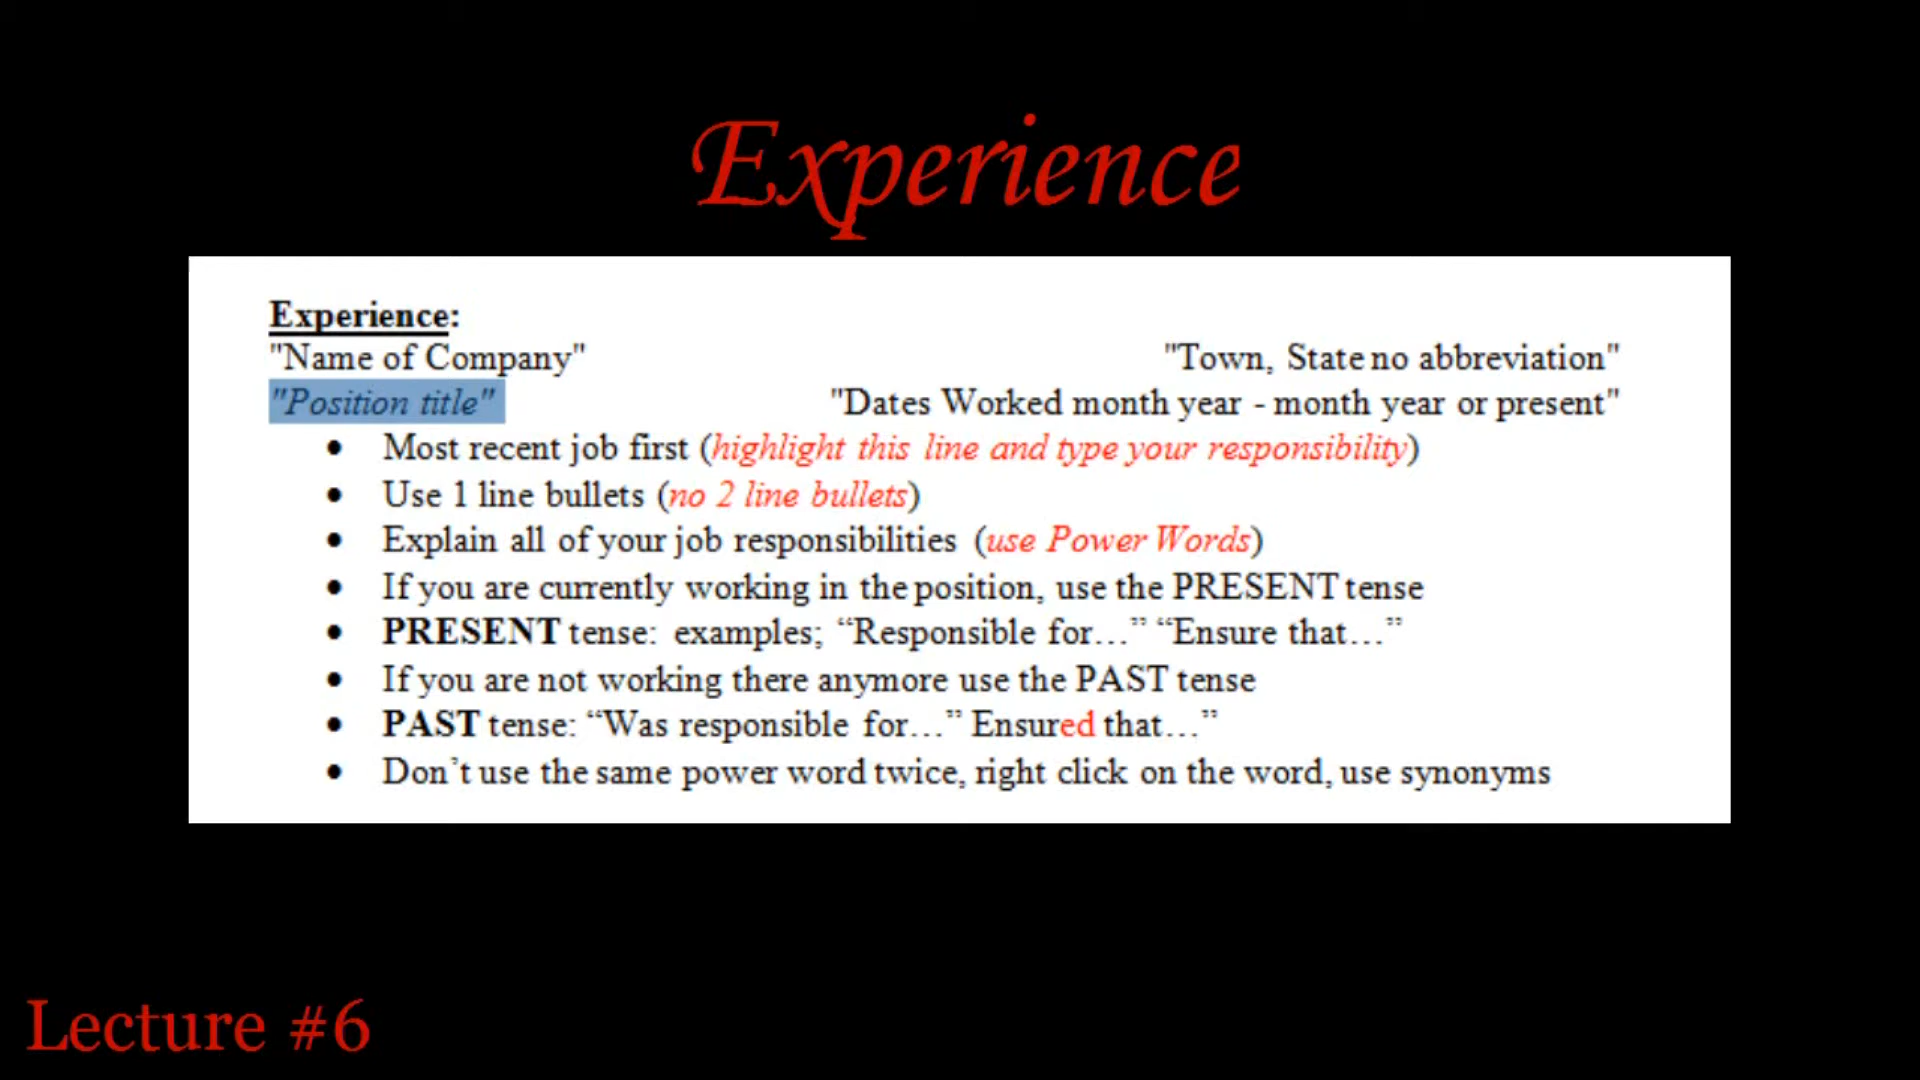 Experience
Experience:
"Name of Company" "Town, State no abbreviation"
"Position title" "Dates Worked month year - month year or present"
• Most recent job first (highlight this line and type your responsibility)
• Use 1 line bullets (no 2 line bullets)
• Explain all of your job responsibilities (use Power Words)
• If you are currently working in the position, use the PRESENT tense
• PRESENT tense: examples; “Responsible for…” “Ensure that…”
• If you are not working there anymore use the PAST tense
• PAST tense: “Was responsible for…” Ensured that…”
• Don’t use the same power word twice, right click on the word, use synonyms
Lecture #6